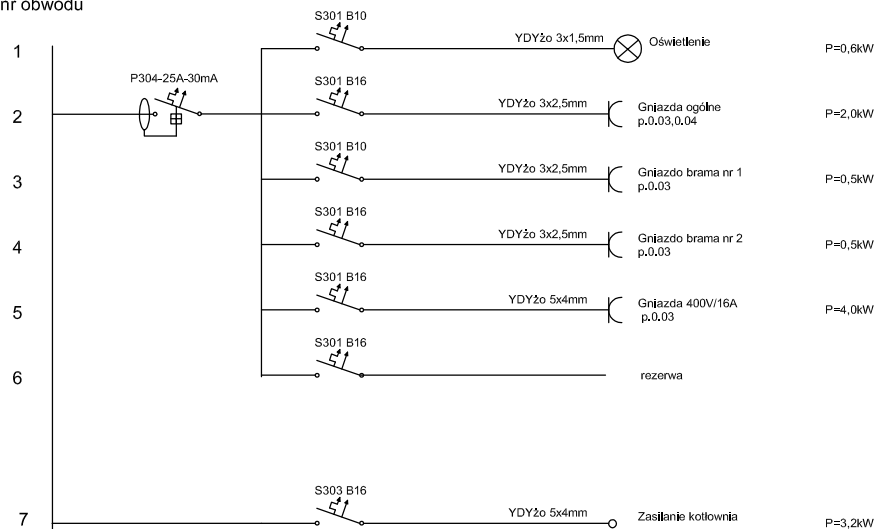 nr obwodu
1
S301 B10
YDYżo 3x1,5mm
Oświetlenie
P=0,6kW
P304-25A-30mA
2
S301 B16
YDYżo 3x2,5mm
Gniazda ogólne
p.0.03,0.04
P=2,0kW
3
S301 B10
YDYżo 3x2,5mm
Gniazdo brama nr 1
p.0.03
P=0,5kW
4
S301 B16
YDYżo 3x2,5mm
Gniazdo brama nr 2
p.0.03
P=0,5kW
5
S301 B16
YDYżo 5x4mm
Gniazda 400V/16A
p.0.03
P=4,0kW
6
S301 B16
rezerwa
7
S303 B16
YDYżo 5x4mm
Zasilanie kotłownia
P=3,2kW